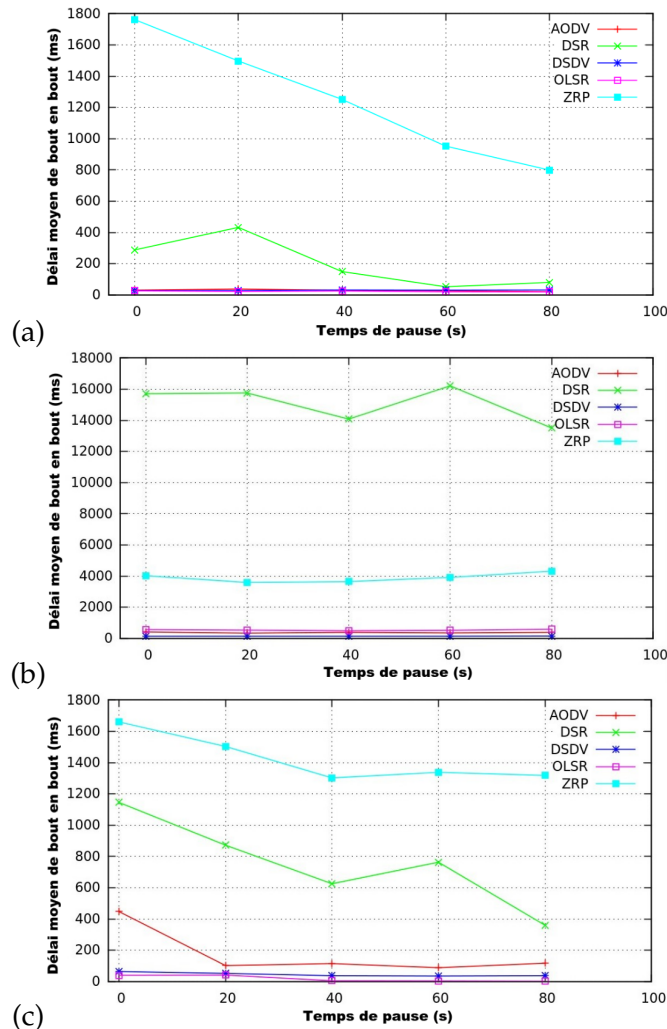 1800
1600
1400
1200
1000
800
600
400
200
0
Délai moyen de bout en bout (ms)
AODV
DSR
DSDV
OLSR
ZRP
0 20 40 60 80 100
Temps de pause (s)
(a)
18000
16000
14000
12000
10000
8000
6000
4000
2000
0
Délai moyen de bout en bout (ms)
AODV
DSR
DSDV
OLSR
ZRP
0 20 40 60 80 100
Temps de pause (s)
(b)
1800
1600
1400
1200
1000
800
600
400
200
0
Délai moyen de bout en bout (ms)
AODV
DSR
DSDV
OLSR
ZRP
0 20 40 60 80 100
Temps de pause (s)
(c)